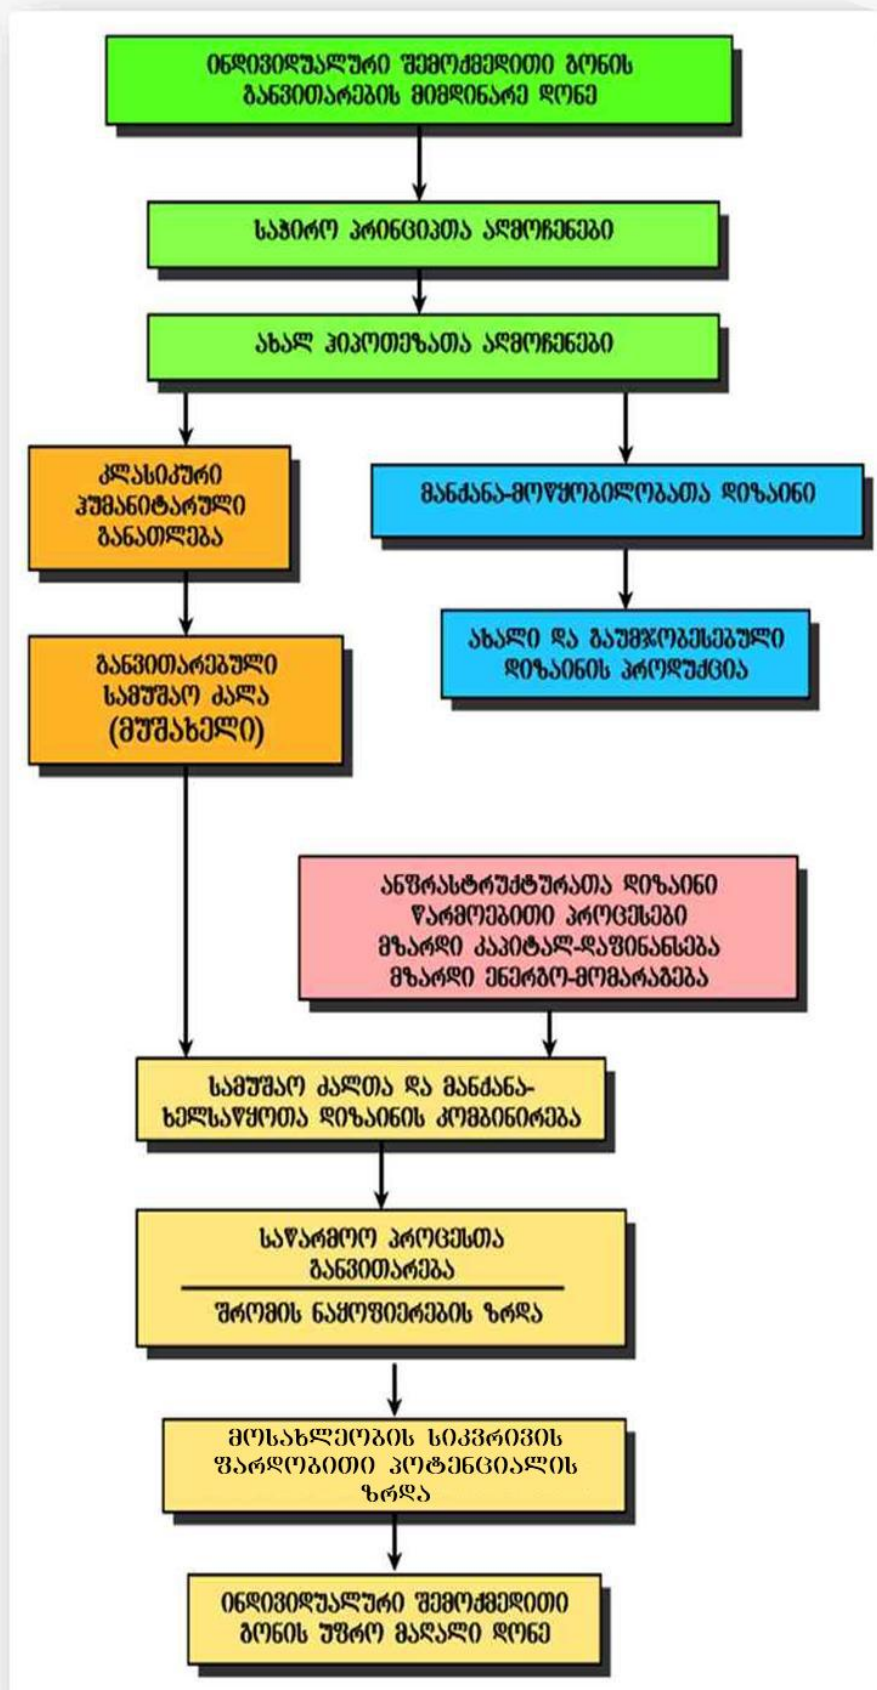 ინდივიდუალური შემოქმედითი გონის
განვითარების მიმდინარე დონე
საჭირო პრინციპთა აღმოჩენები
ახალ ჰიპოთეზათა აღმოჩენები
კლასიკური
ჰუმანიტარული
განათლება
მანქანა-მოწყობილობათა დიზაინი
ახალი და გაუმჯობესებული
დიზაინის პროდუქცია
განვითარებული
სამუშაო ძალა
(მუშახელი)
ანფრასტრუქტურათა დიზაინი
წარმოებითი პროცესები
მზარდი კაპიტალ-დაფინანსება
მზარდი ენერგო-მომარაგება
სამუშაო ძალთა და მანქანა-
ხელსაწყოთა დიზაინის კომბინირება
საწარმოო პროცესთა
განვითარება
შრომის ნაყოფიერების ზრდა
მოსახლეობის სიკვრივის
ფარდობითი პოტენციალის
ზრდა
ინდივიდუალური შემოქმედითი
გონის უფრო მაღალი დონე